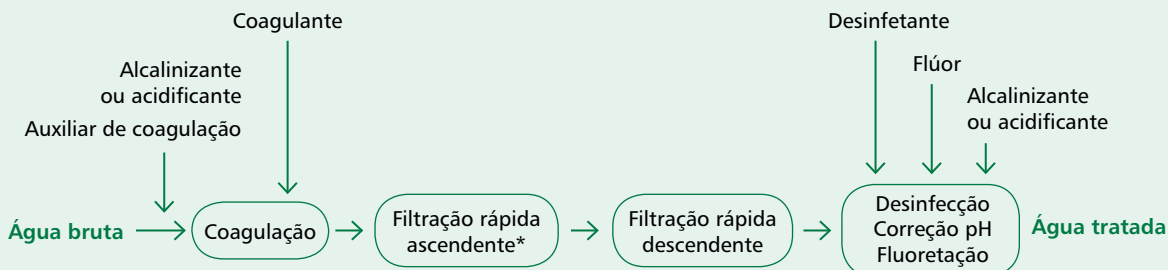 Coagulante
Desinfetante
Alcalinizante
ou acidificante
Auxiliar de coagulação
Flúor
Alcalinizante
ou acidificante
Água bruta
Coagulação
Filtração rápida
ascendente*
Filtração rápida
descendente
Desinfecção
Correção pH
Fluoretação
Água tratada